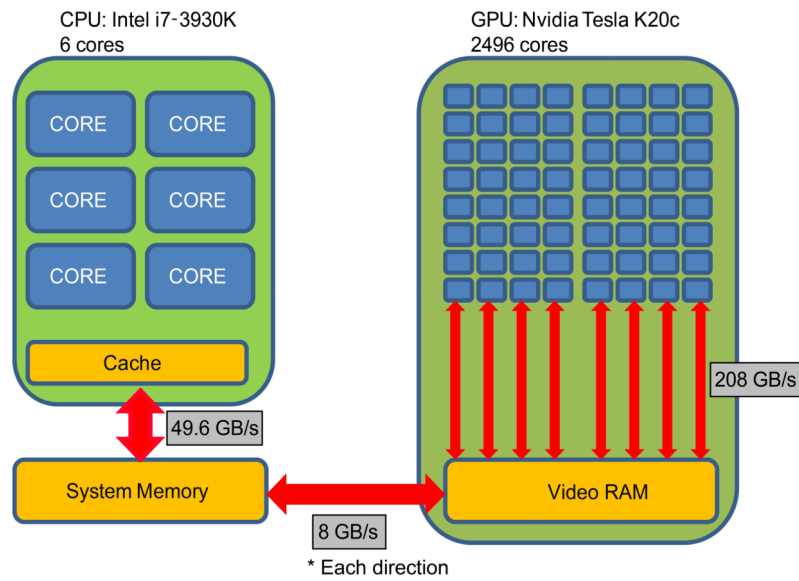 CPU: Intel i7-3930K
6 cores
CORE
CORE
CORE
CORE
CORE
CORE
Cache
49.6 GB/s
System Memory
GPU: Nvidia Tesla K20c
2496 cores
208 GB/s
Video RAM
8 GB/s
* Each direction